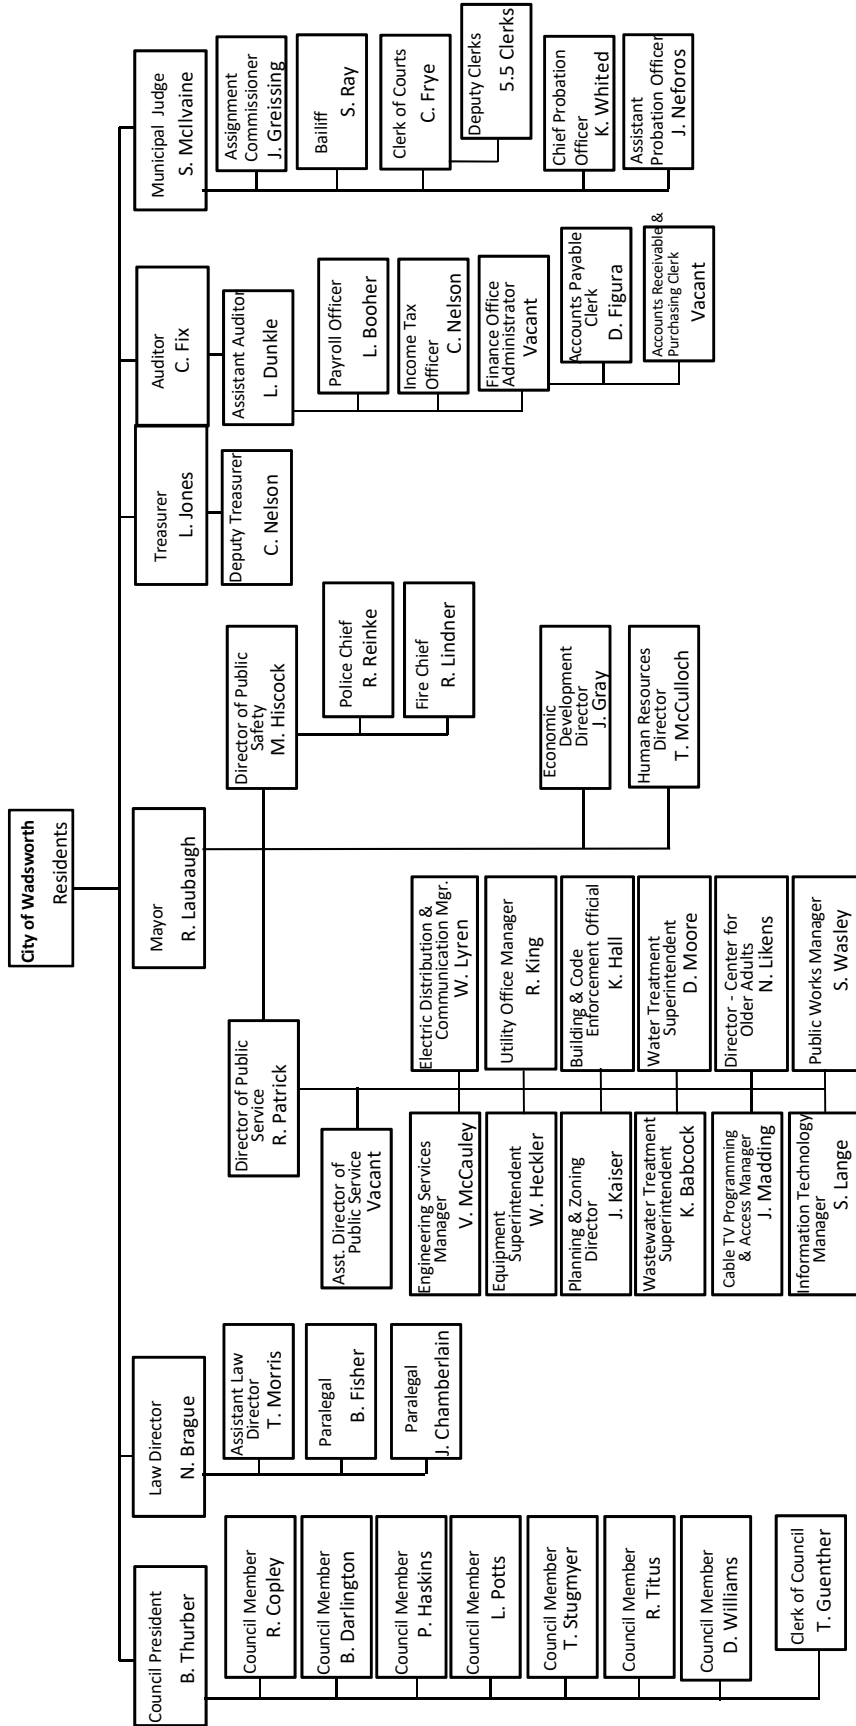 City of Wadsworth
Residents
Council President
B. Thurber
Council Member
R. Copley
Council Member
B. Darlington
Council Member
P. Haskins
Council Member
L. Potts
Council Member
T. Stugmyer
Council Member
R. Titus
Council Member
D. Williams
Clerk of Council
T. Guenther
Law Director
N. Brague
Assistant Law
Director
T. Morris
Paralegal
B. Fisher
Paralegal
J. Chamberlain
Mayor
R. Laubaugh
Director of Public
Service
R. Patrick
Asst. Director of
Public Service
Vacant
Engineering Services
Manager
V. McCauley
Electric Distribution &
Communication Mgr.
W. Lyren
Equipment
Superintendent
W. Heckler
Utility Office Manager
R. King
Planning & Zoning
Director
J. Kaiser
Building & Code
Enforcement Official
K. Hall
Wastewater Treatment
Superintendent
K. Babcock
Water Treatment
Superintendent
D. Moore
Cable TV Programming
& Access Manager
J. Madding
Director - Center for
Older Adults
N. Likens
Information Technology
Manager
S. Lange
Public Works Manager
S. Wasley
Director of Public
Safety
M. Hiscock
Police Chief
R. Reinke
Fire Chief
R. Lindner
Economic
Development
Director
J. Gray
Human Resources
Director
T. McCulloch
Treasurer
L. Jones
Deputy Treasurer
C. Nelson
Auditor
C. Fix
Assistant Auditor
L. Dunkle
Payroll Officer
L. Booher
Income Tax
Officer
C. Nelson
Finance Office
Administrator
Vacant
Accounts Payable
Clerk
D. Figura
Accounts Receivable &
Purchasing Clerk
Vacant
Municipal Judge
S. McIlvaine
Assignment
Commissioner
J. Greissing
Bailiff
S. Ray
Clerk of Courts
C. Frye
Deputy Clerks
5.5 Clerks
Chief Probation
Officer
K. Whited
Assistant
Probation Officer
J. Neforos